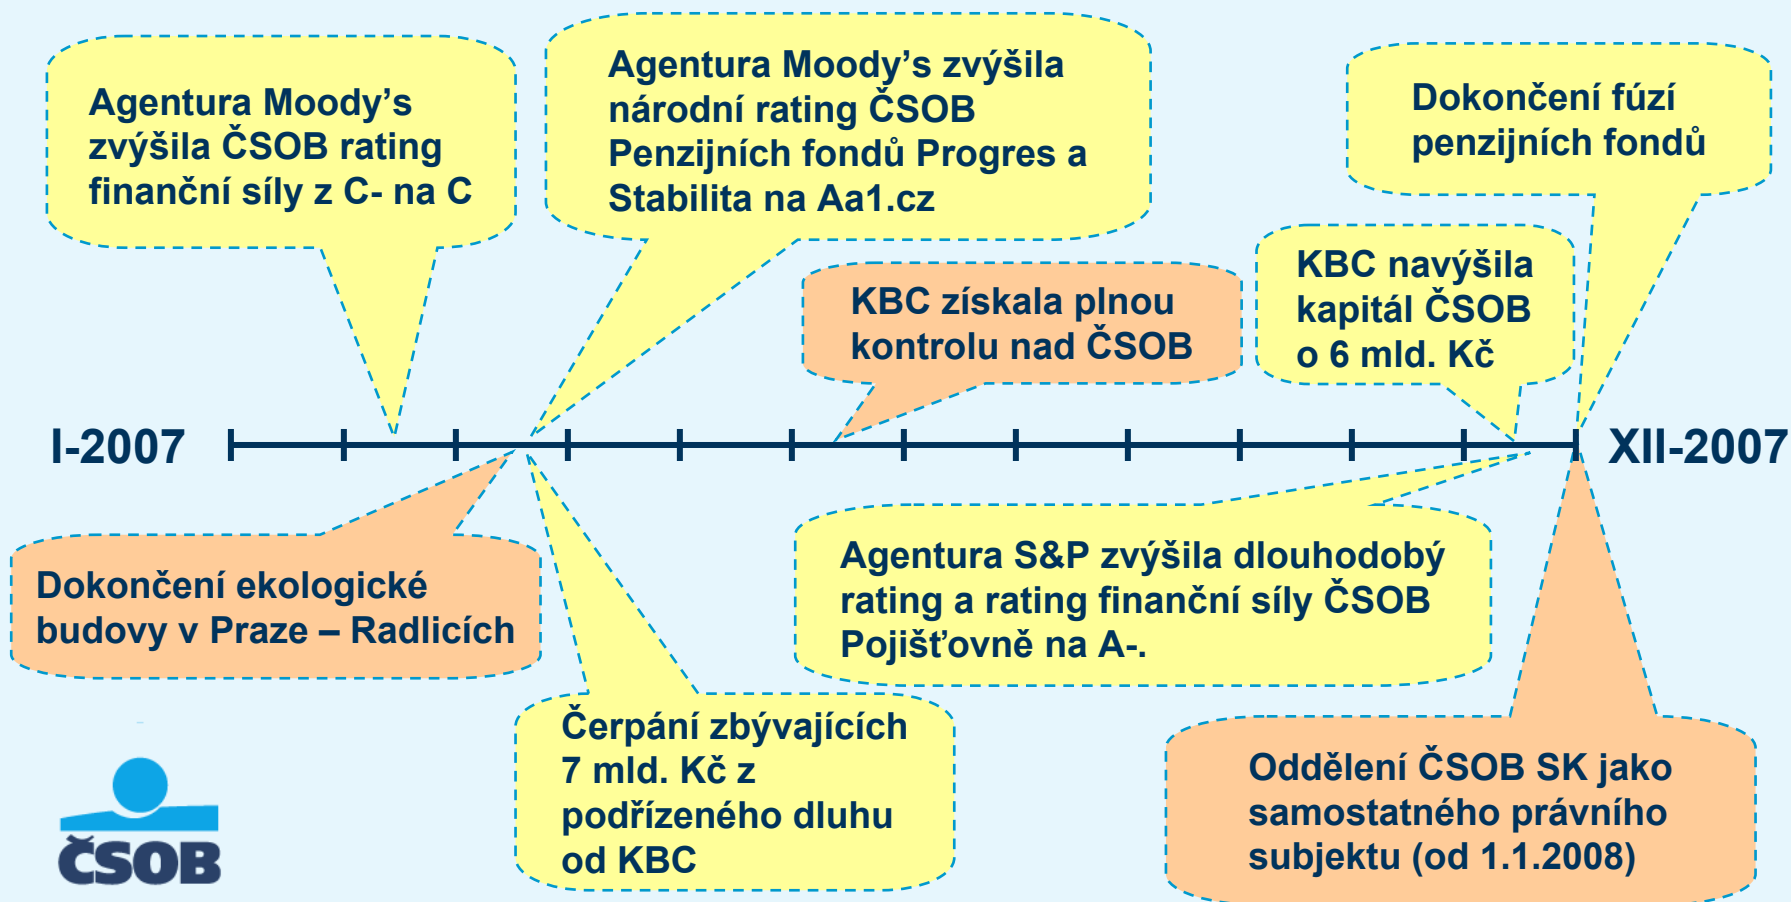 Agentura Moody’s
zvýšila ČSOB rating
finanční síly z C- na C
Agentura Moody’s zvýšila
národní rating ČSOB
Penzijních fondů Progres a
Stabilita na Aa1.cz
Dokončení fúzí
penzijních fondů
KBC získala plnou
kontrolu nad ČSOB
KBC navýšila
kapitál ČSOB
o 6 mld. Kč
I-2007
XII-2007
Dokončení ekologické
budovy v Praze – Radlicích
Agentura S&P zvýšila dlouhodobý
rating a rating finanční síly ČSOB
Pojišťovně na A-.
Čerpání zbývajících
7 mld. Kč z
podřízeného dluhu
od KBC
Oddělení ČSOB SK jako
samostatného právního
subjektu (od 1.1.2008)
ČSOB